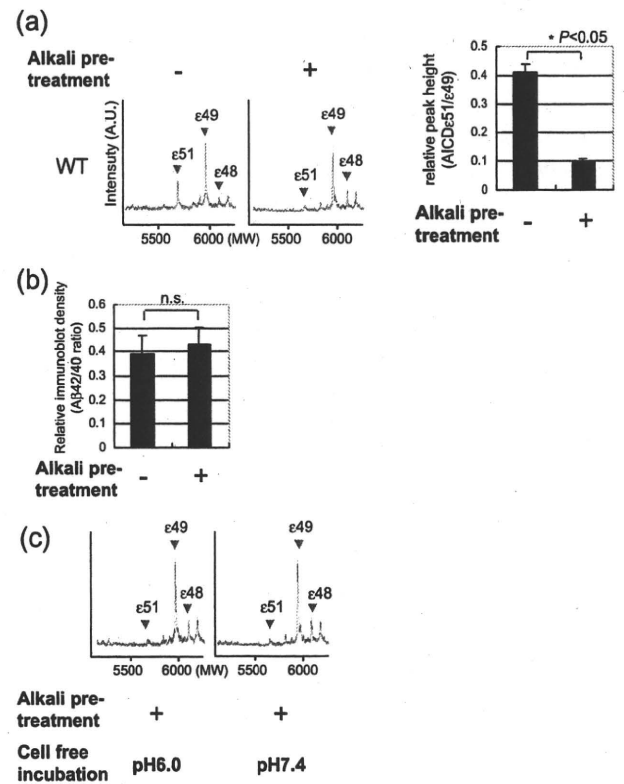 (a)
Alkali pre-
treatment
- +
WT
Intensuty (A.U.)
ε49
ε51
ε48
ε49
ε51
ε48
5500 6000 (MW) 5500 6000
* P<0.05
relative peak height
(AICDε51/ε49)
0.5
0.4
0.3
0.2
0.1
0
Alkali pre-
treatment
- +
(b)
Relative immunoblot density
(Aβ42/40 ratio)
0.6
0.5
0.4
0.3
0.2
0.1
0
n.s.
Alkali pre-
treatment
- +
(c)
ε49
ε51
ε48
ε49
ε51
ε48
5500 6000 (MW) 5500 6000
Alkali pre-
treatment
+ +
Cell free
incubation
pH6.0 pH7.4